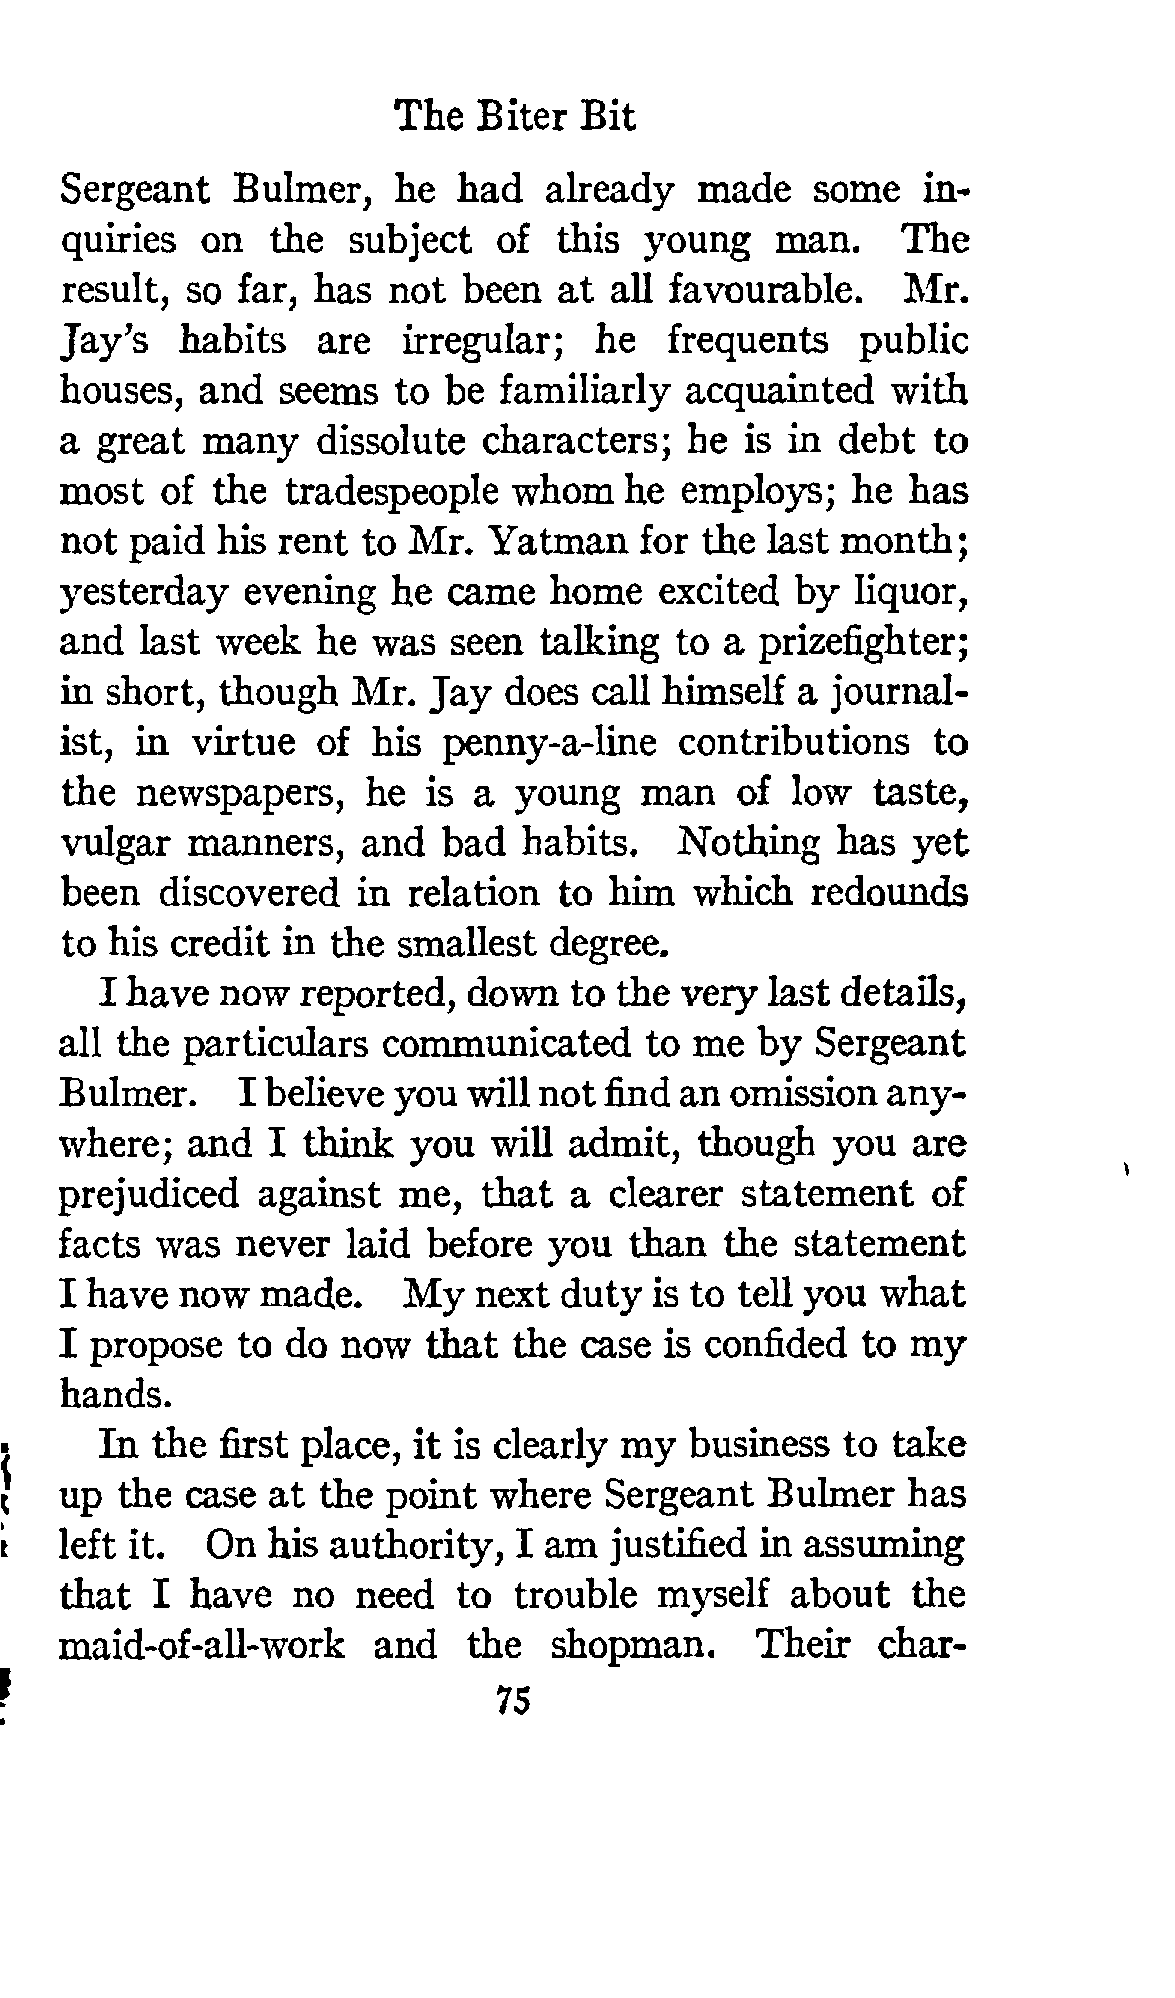 The Biter Bit
Sergeant Bulmer, he had already made some in-
quiries on the subject of this young man. The
result, so far, has not been at all favourable. Mr.
Jay's habits are irregular; he frequents public
houses, and seems to be familiarly acquainted with
a great many dissolute characters; he is in debt to
most of the tradespeople whom he employs; he has
not paid his rent to Mr. Yatman for the last month;
yesterday evening he came home excited by liquor,
and last week he was seen talking to a prizefighter;
in short, though Mr. Jay does call himself a journal-
ist, in virtue of his penny-a-line contributions to
the newspapers, he is a young man of low taste,
vulgar manners, and bad habits. Nothing has yet
been discovered in relation to him which redounds
to his credit in the smallest degree.
I have now reported, down to the very last details,
all the particulars communicated to me by Sergeant
Bulmer. I believe you will not find an omission any-
where; and I think you will admit, though you are
prejudiced against me, that a clearer statement of
facts was never laid before you than the statement
I have now made. My next duty is to tell you what
I propose to do now that the case is confided to my
hands.
In the first place, it is clearly my business to take
up the case at the point where Sergeant Bulmer has
left it. On his authority, I am justified in assuming
that I have no need to trouble myself about the
maid-of-all-work and the shopman. Their char-
75